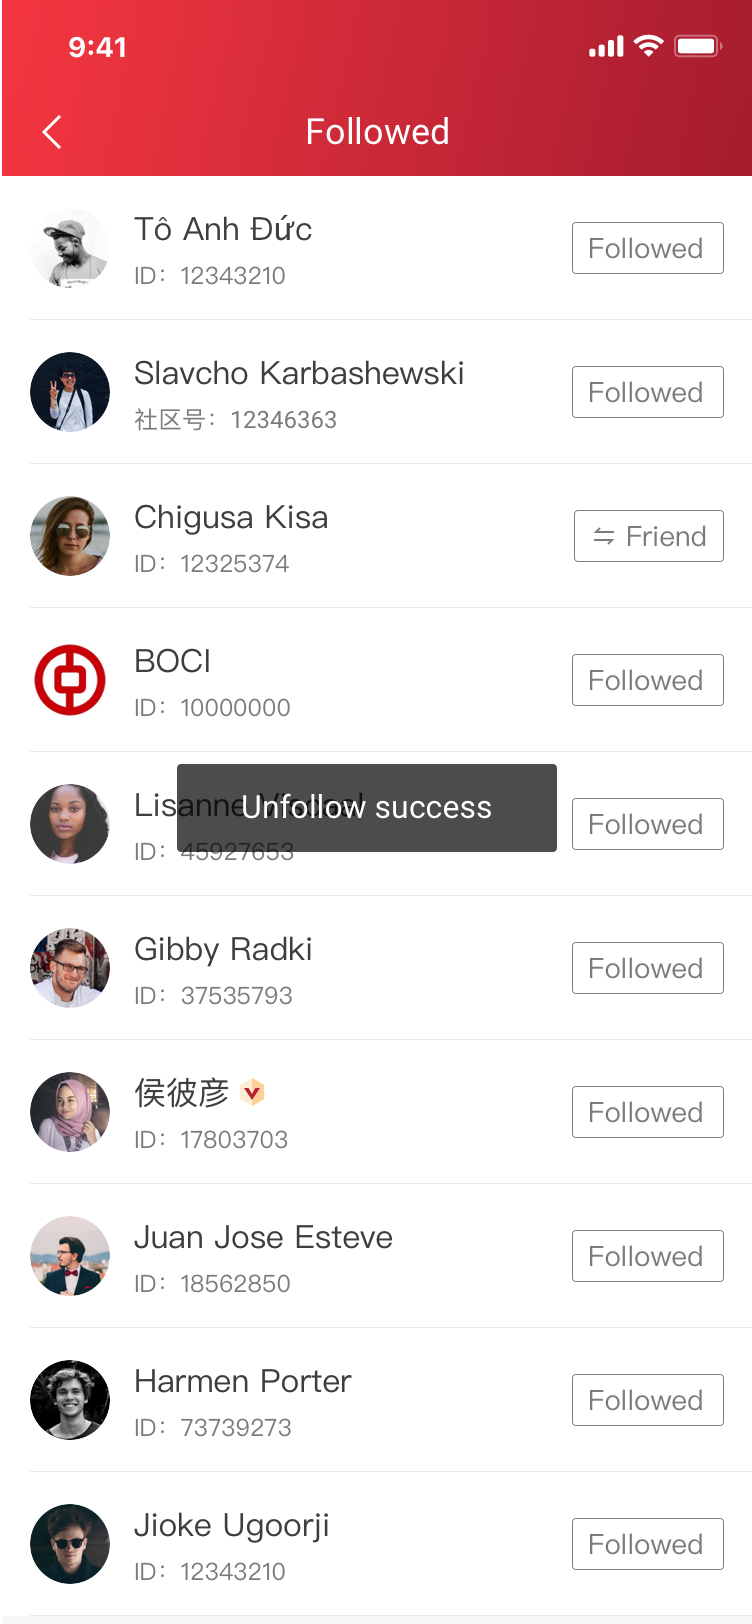 9:41
Followed
Tô Anh Đức
ID：12343210
Followed
Slavcho Karbashewski
社区号：12346363
Followed
Chigusa Kisa
ID：12325374
Friend
BOCI
ID：10000000
Followed
Lisanne
Unfollow success
ID：45927653
Followed
Gibby Radki
ID：37535793
Followed
侯彼彦
ID：17803703
Followed
Juan Jose Esteve
ID：18562850
Followed
Harmen Porter
ID：73739273
Followed
Jioke Ugoorji
ID：12343210
Followed